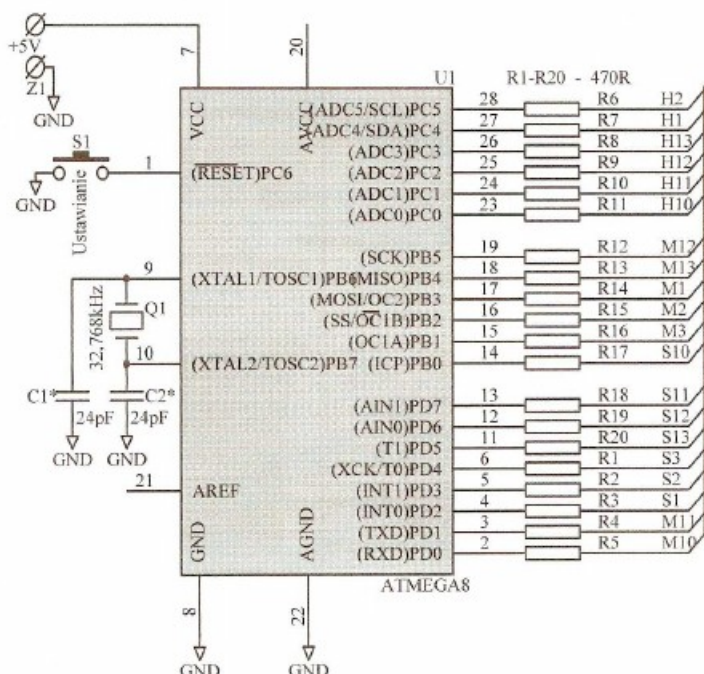 +5V
Z1
GND
7
20
U1
R1-R20 - 470R
VCC
AVCC
(ADC5/SCL)PC5 28 R6 H2
(ADC4/SDA)PC4 27 R7 H1
(ADC3)PC3 26 R8 H13
(ADC2)PC2 25 R9 H12
(ADC1)PC1 24 R10 H11
(ADC0)PC0 23 R11 H10
S1
GND
Ustawianie
1
(RESET)PC6
(SCK)PB5 19 R12 M12
9
(XTAL1/TOSC1)PB6
(MISO)PB4 18 R13 M13
(MOSI/OC2)PB3 17 R14 M1
(SS/OC1B)PB2 16 R15 M2
(OC1A)PB1 15 R16 M3
(ICP)PB0 14 R17 S10
32,768kHz
Q1
10
(XTAL2/TOSC2)PB7
C1*
24pF
GND
C2*
24pF
GND
(AIN1)PD7 13 R18 S11
(AIN0)PD6 12 R19 S12
(T1)PD5 11 R20 S13
(XCK/T0)PD4 6 R1 S3
(INT1)PD3 5 R2 S2
(INT0)PD2 4 R3 S1
(TXD)PD1 3 R4 M11
(RXD)PD0 2 R5 M10
21
AREF
GND
AGND
ATMEGA8
8
22
GND
GND